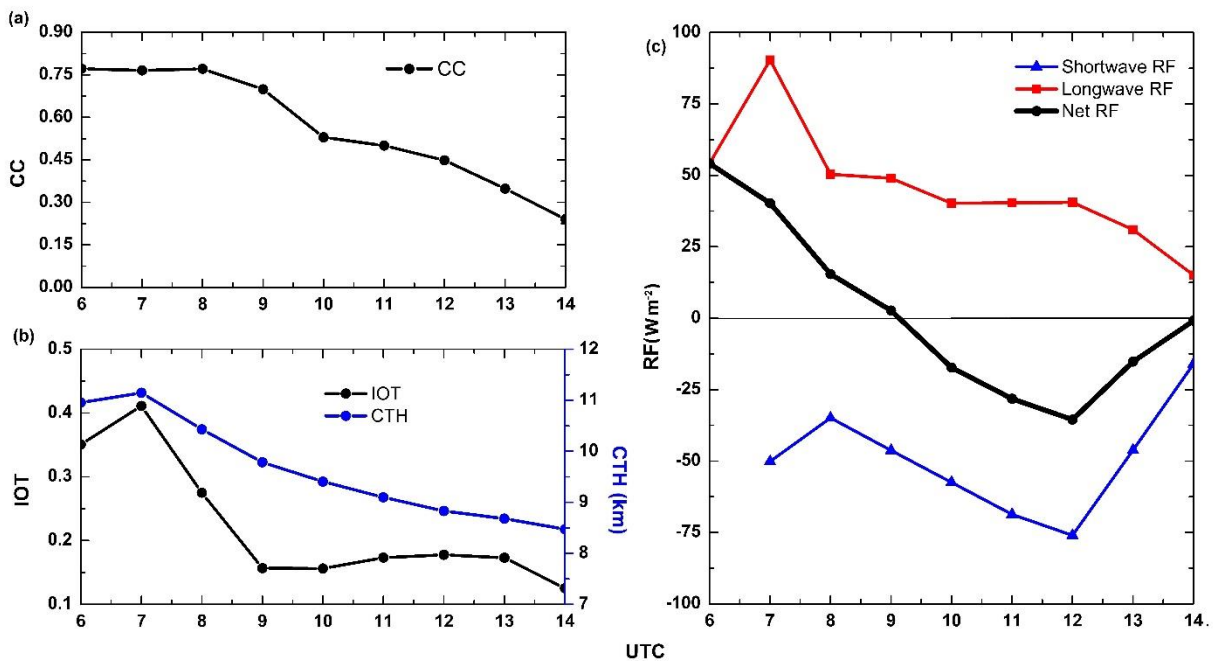 (a)
CC
0.90
0.75
0.60
0.45
0.30
0.15
0.00
CC
6 7 8 9 10 11 12 13 14
(b)
IOT
CTH
0.5
0.4
0.3
0.2
0.1
IOT
12
11
10
9
8
7
CTH (km)
6 7 8 9 10 11 12 13 14
(c)
Shortwave RF
Longwave RF
Net RF
100
75
50
25
0
-25
-50
-75
-100
RF(W m-2)
6 7 8 9 10 11 12 13 14.
UTC